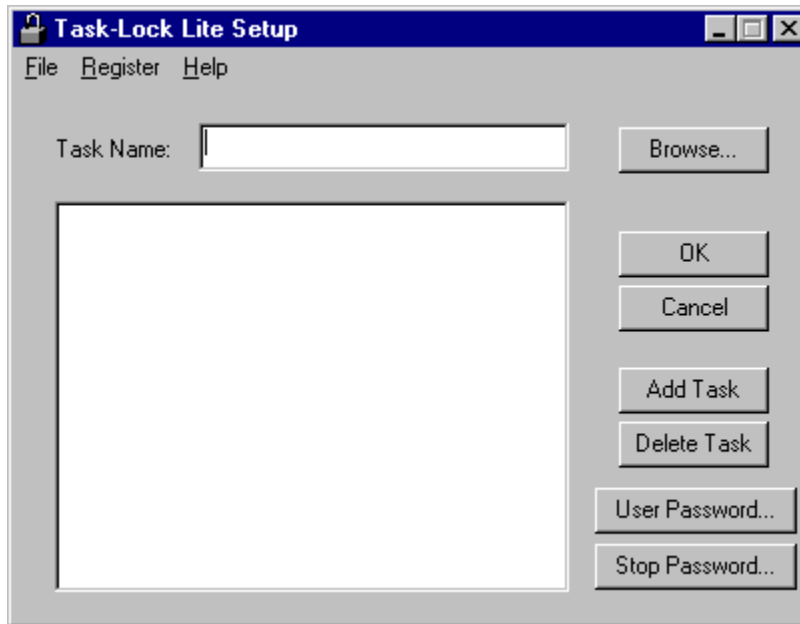 Task-Lock Lite Setup
File Register Help
Task Name:
Browse...
OK
Cancel
Add Task
Delete Task
User Password...
Stop Password...